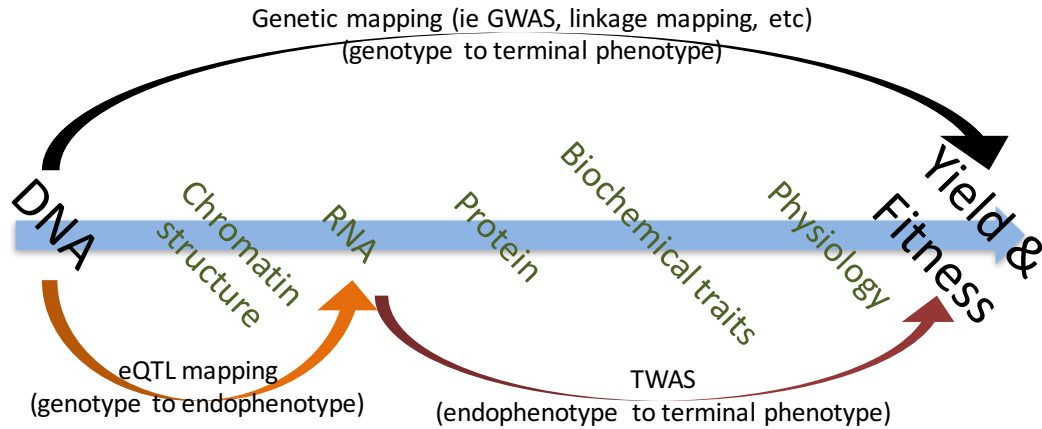 Genetic mapping (ie GWAS, linkage mapping, etc)
(genotype to terminal phenotype)
DNA
Chromatin
structure
RNA
Protein
Biochemical traits
Physiology
Yield &
Fitness
eQTL mapping
(genotype to endophenotype)
TWAS
(endophenotype to terminal phenotype)